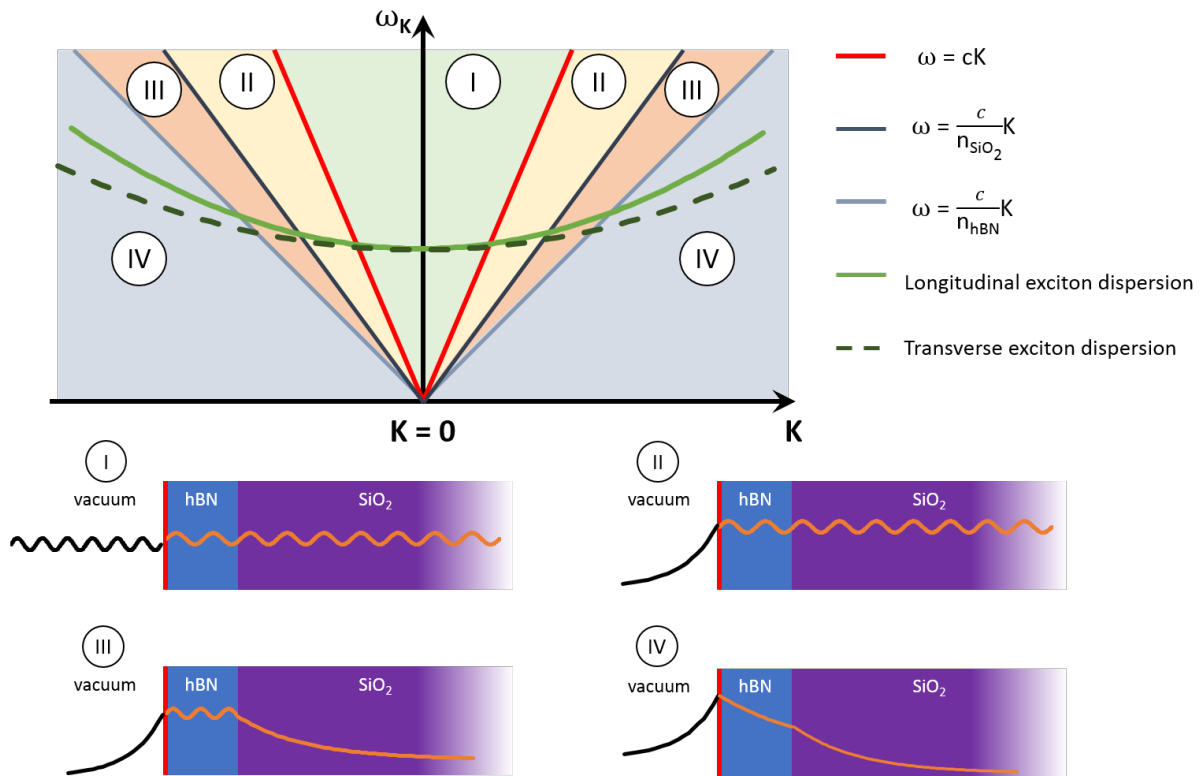 ω_K
III
II
I
II
III
IV
IV
K = 0
K
ω = cK
ω = c/n_SiO₂ K
ω = c/n_hBN K
Longitudinal exciton dispersion
Transverse exciton dispersion
I
vacuum
hBN
SiO₂
II
vacuum
hBN
SiO₂
III
vacuum
hBN
SiO₂
IV
vacuum
hBN
SiO₂